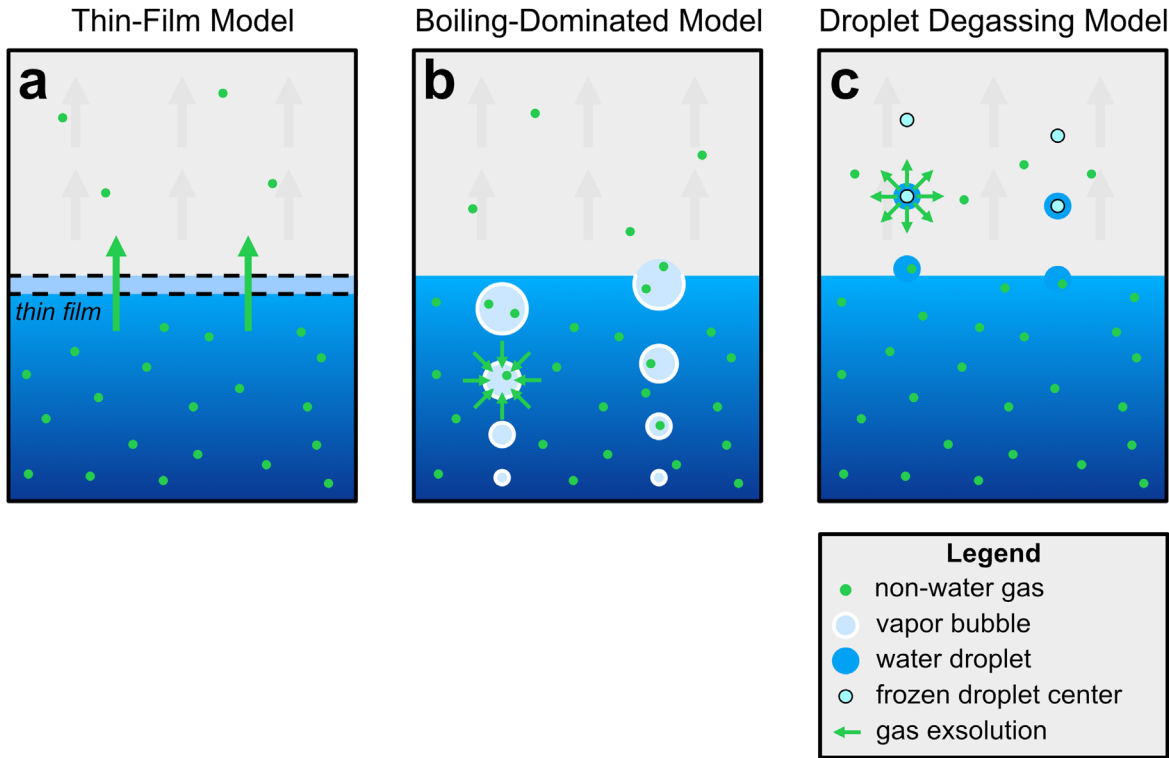 Thin-Film Model
Boiling-Dominated Model
Droplet Degassing Model
a
b
c
thin film
Legend
non-water gas
vapor bubble
water droplet
frozen droplet center
gas exsolution